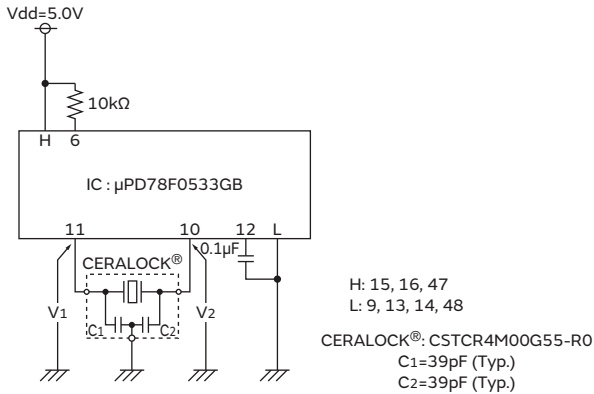 Vdd=5.0V
10kΩ
H 6
IC : µPD78F0533GB
11 10 12 L
0.1µF
CERALOCK®
V1 C1 C2 V2
H: 15, 16, 47
L: 9, 13, 14, 48
CERALOCK®: CSTCR4M00G55-R0
C1=39pF (Typ.)
C2=39pF (Typ.)